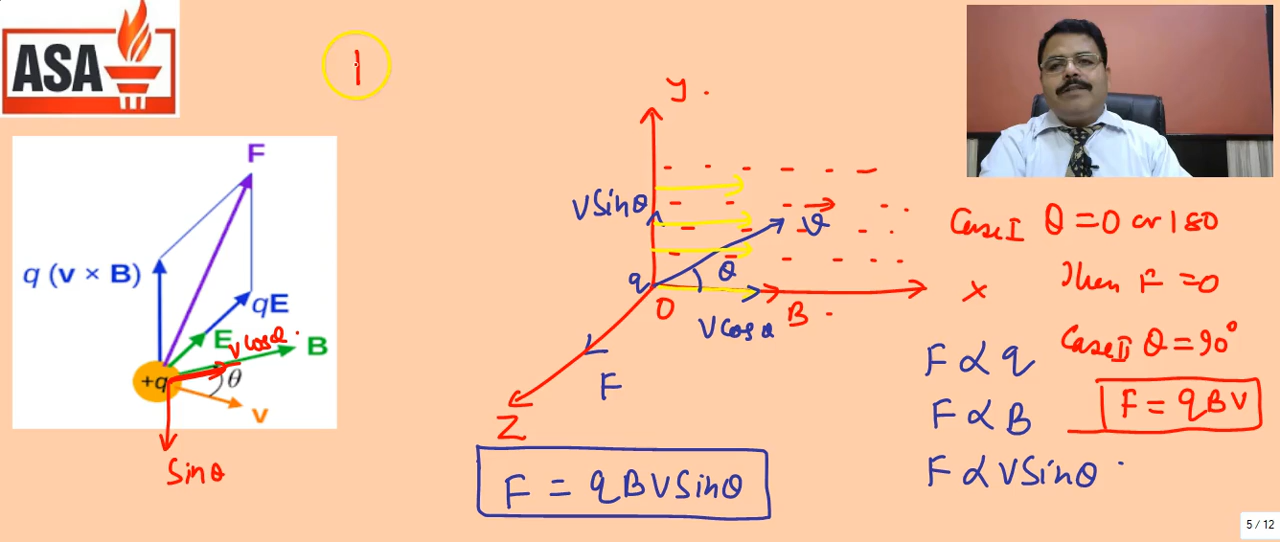 ASA
1
F
q (v × B)
qE
E
v cosθ.
B
+q
θ
v
Sinθ
y.
VSinθ
v
θ
q
O
Vcosθ
B.
x
F
Z
F = qBVSinθ
Case I θ = 0 or 180
Then F = 0
Case II θ = 90°
F = qBV
F ∝ q
F ∝ B
F ∝ VSinθ.
5 / 12